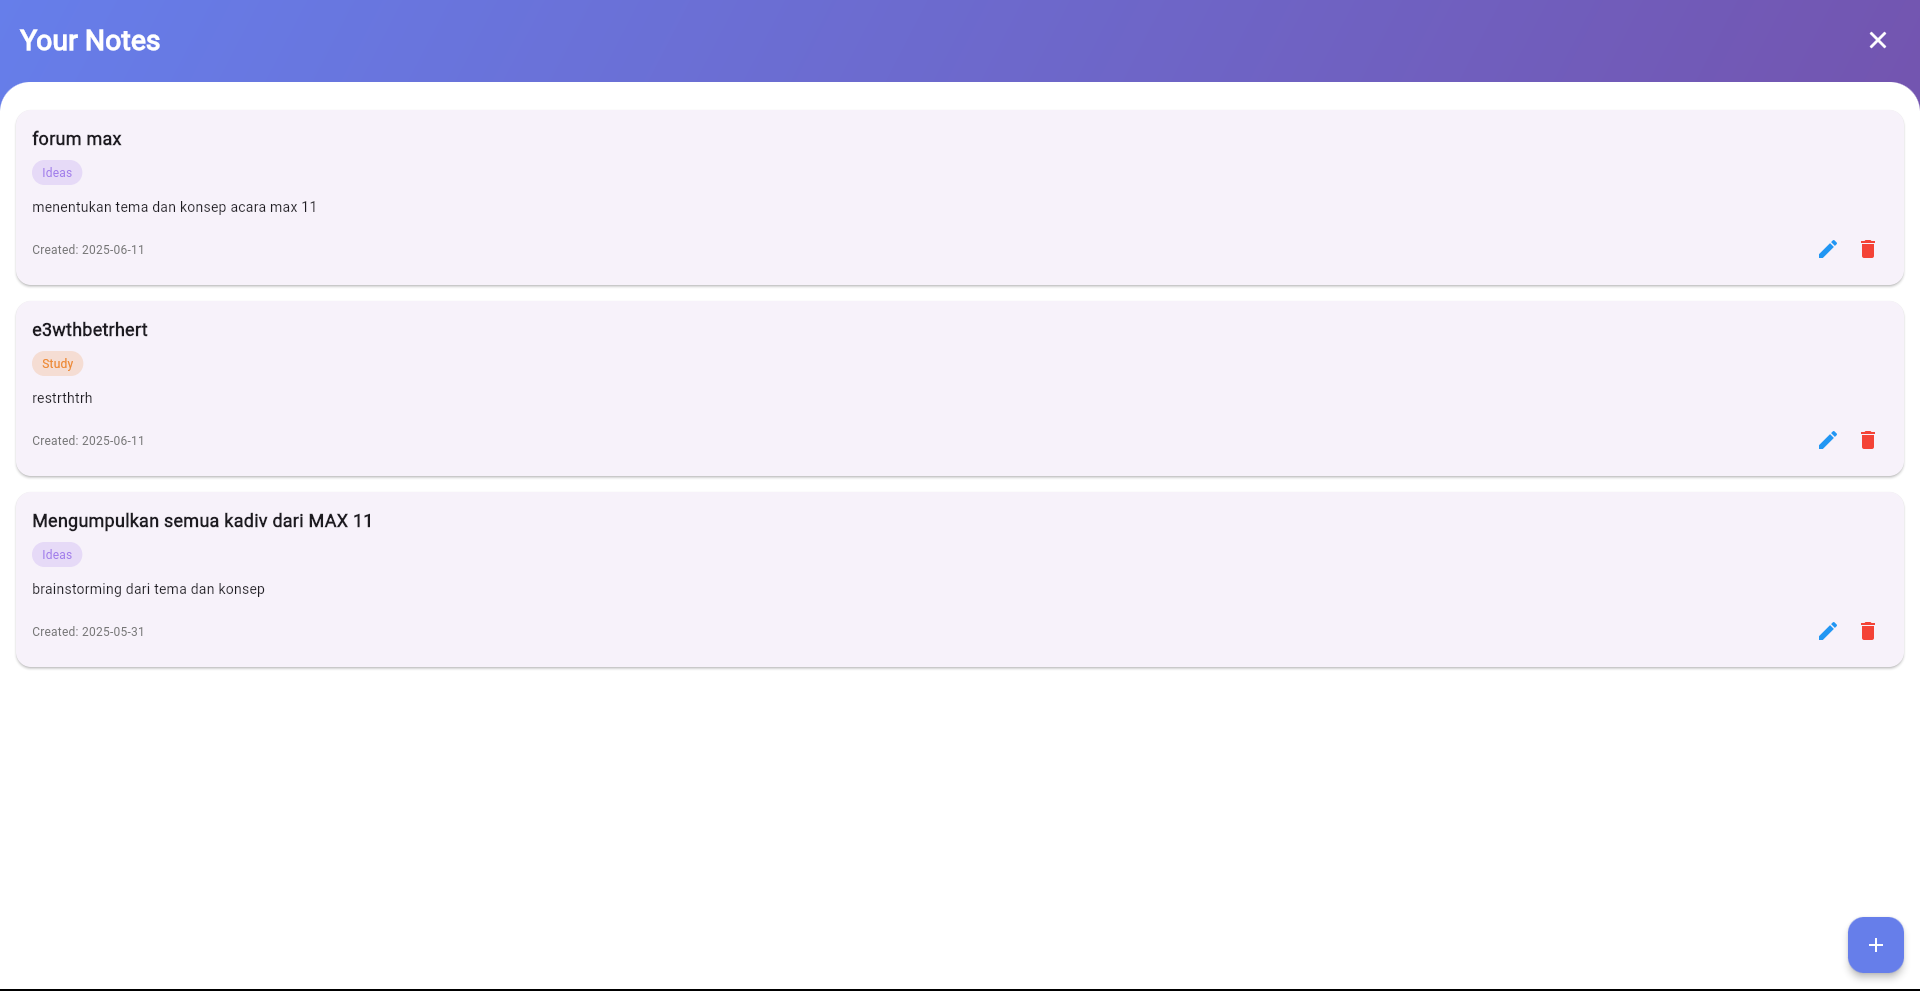 Your Notes
forum max
Ideas
menentukan tema dan konsep acara max 11
Created: 2025-06-11
e3wthbetrhert
Study
restrthtrh
Created: 2025-06-11
Mengumpulkan semua kadiv dari MAX 11
Ideas
brainstorming dari tema dan konsep
Created: 2025-05-31